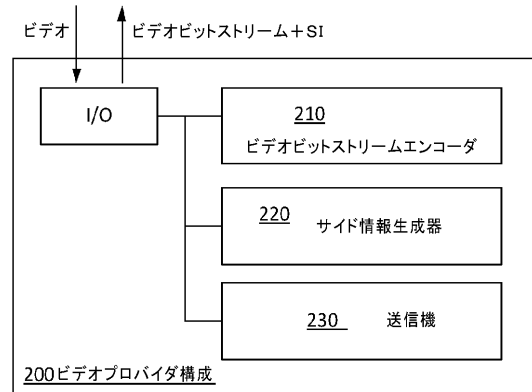 ビデオ
ビデオビットストリーム＋SI
I/O
210
ビデオビットストリームエンコーダ
220 サイド情報生成器
230 送信機
200ビデオプロバイダ構成